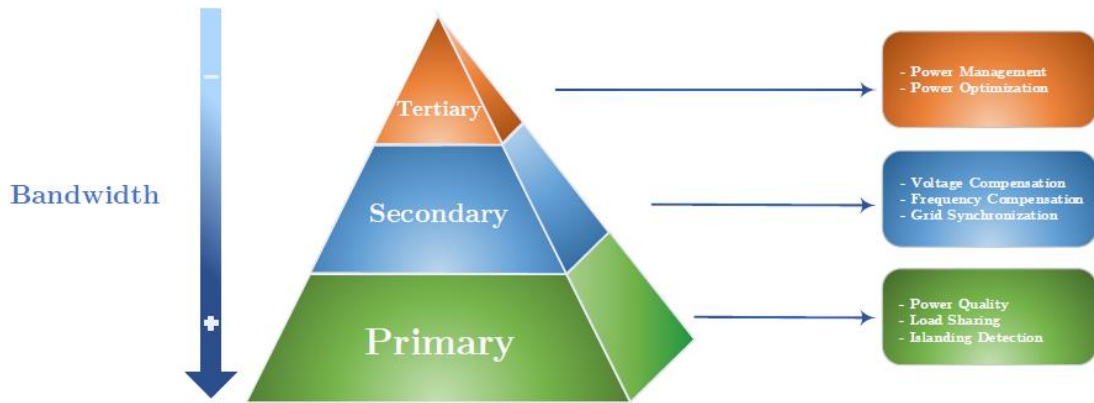 Bandwidth
−
+
Tertiary
Secondary
Primary
- Power Management
- Power Optimization
- Voltage Compensation
- Frequency Compensation
- Grid Synchronization
- Power Quality
- Load Sharing
- Islanding Detection